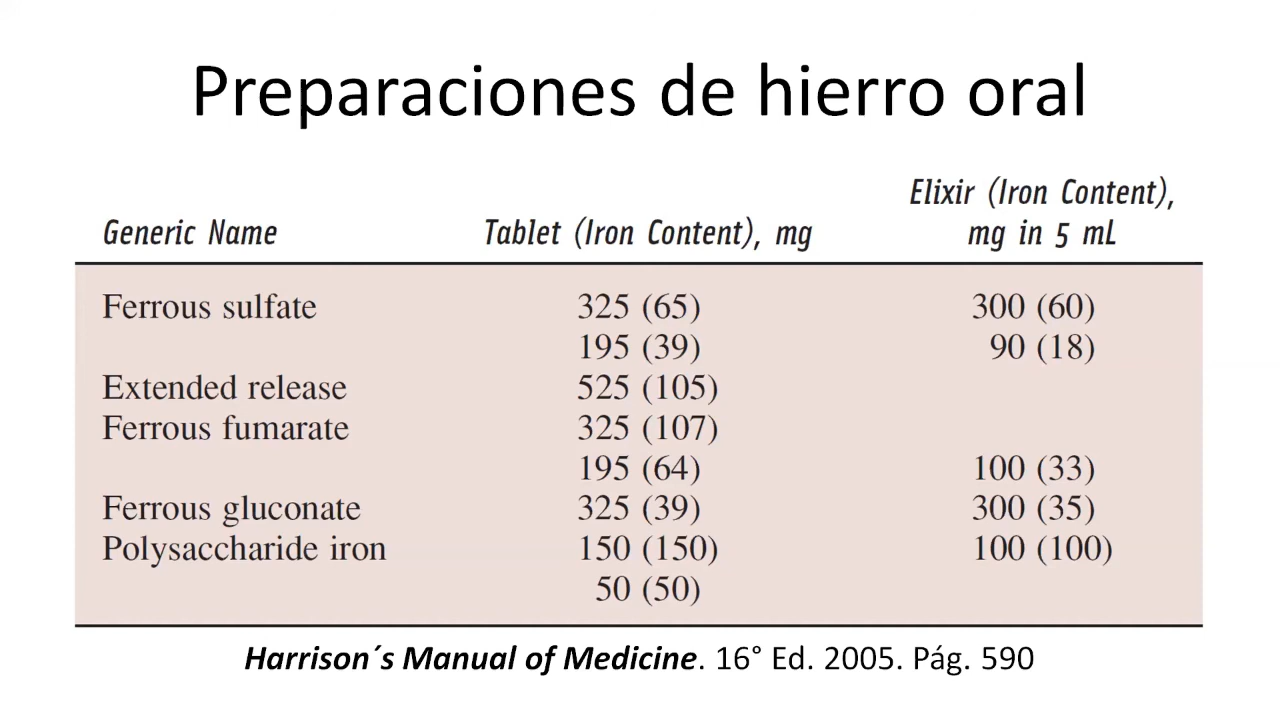 Preparaciones de hierro oral
Elixir (Iron Content),
Generic Name Tablet (Iron Content), mg mg in 5 mL
Ferrous sulfate 325 (65) 300 (60)
195 (39) 90 (18)
Extended release 525 (105)
Ferrous fumarate 325 (107)
195 (64) 100 (33)
Ferrous gluconate 325 (39) 300 (35)
Polysaccharide iron 150 (150) 100 (100)
50 (50)
Harrison´s Manual of Medicine. 16° Ed. 2005. Pág. 590